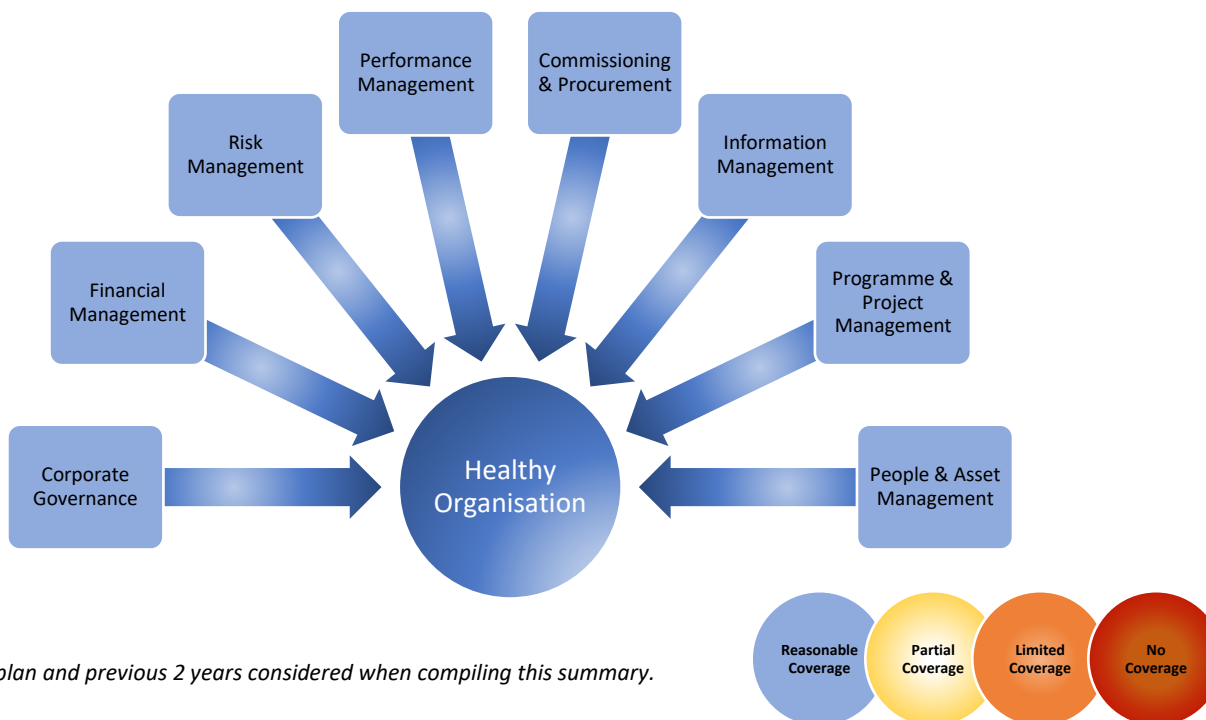 Performance
Management
Commissioning
& Procurement
Risk
Management
Information
Management
Financial
Management
Programme &
Project
Management
Corporate
Governance
Healthy
Organisation
People & Asset
Management
Reasonable
Coverage
Partial
Coverage
Limited
Coverage
No
Coverage
plan and previous 2 years considered when compiling this summary.